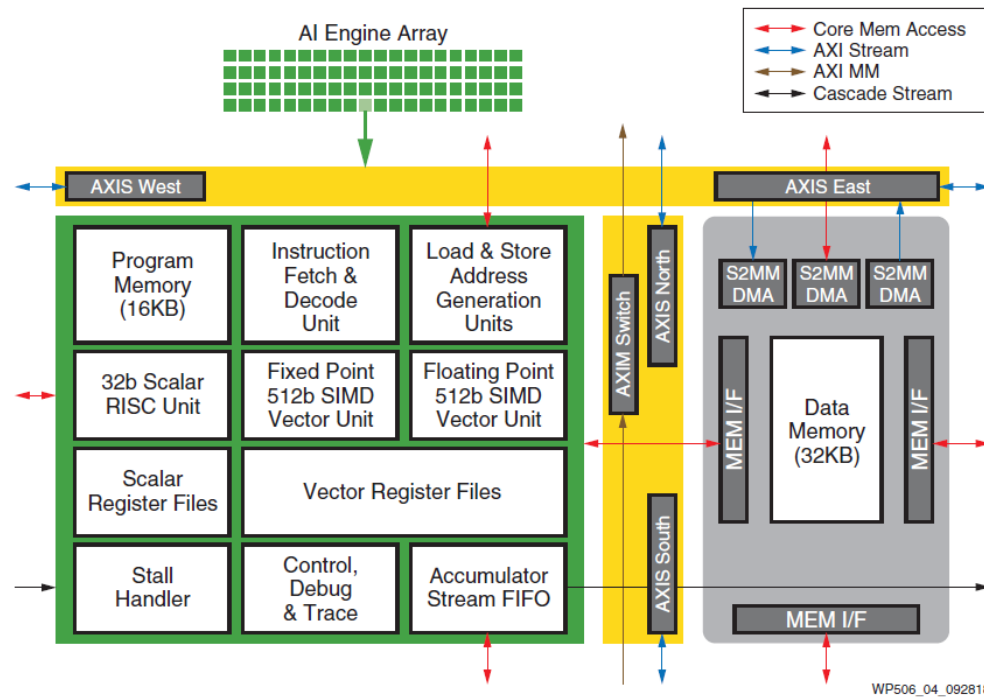 AI Engine Array
Core Mem Access
AXI Stream
AXI MM
Cascade Stream
AXIS West
AXIS East
Program
Memory
(16KB)
Instruction
Fetch &
Decode
Unit
Load & Store
Address
Generation
Units
32b Scalar
RISC Unit
Fixed Point
512b SIMD
Vector Unit
Floating Point
512b SIMD
Vector Unit
Scalar
Register Files
Vector Register Files
Stall
Handler
Control,
Debug
& Trace
Accumulator
Stream FIFO
AXIM Switch
AXIS North
AXIS South
S2MM
DMA
S2MM
DMA
S2MM
DMA
MEM I/F
Data
Memory
(32KB)
MEM I/F
MEM I/F
WP506_04_092818